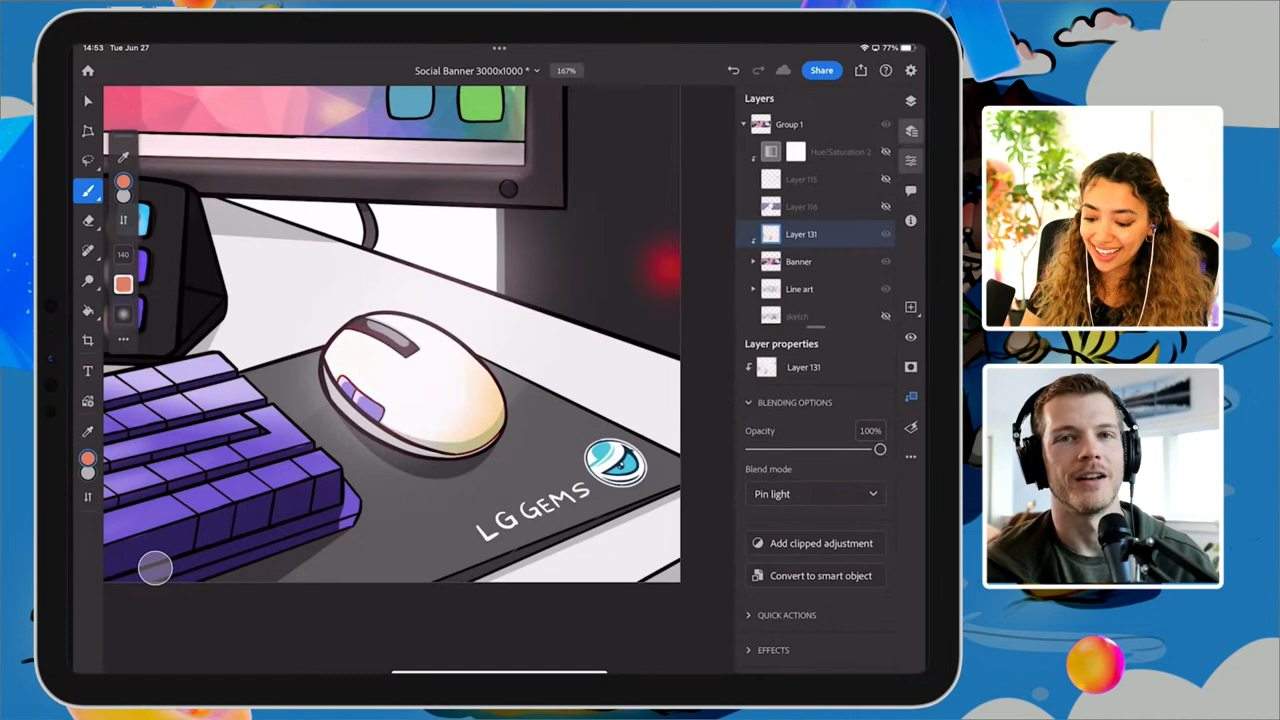 14:53 Tue Jun 27
77%
Social Banner 3000x1000 *
167%
Share
Layers
Group 1
Hue/Saturation 2
Layer 115
Layer 116
Layer 131
Banner
Line art
sketch
140
Layer properties
Layer 131
BLENDING OPTIONS
Opacity
100%
Blend mode
Pin light
Add clipped adjustment
Convert to smart object
QUICK ACTIONS
EFFECTS
T
LG GEMS